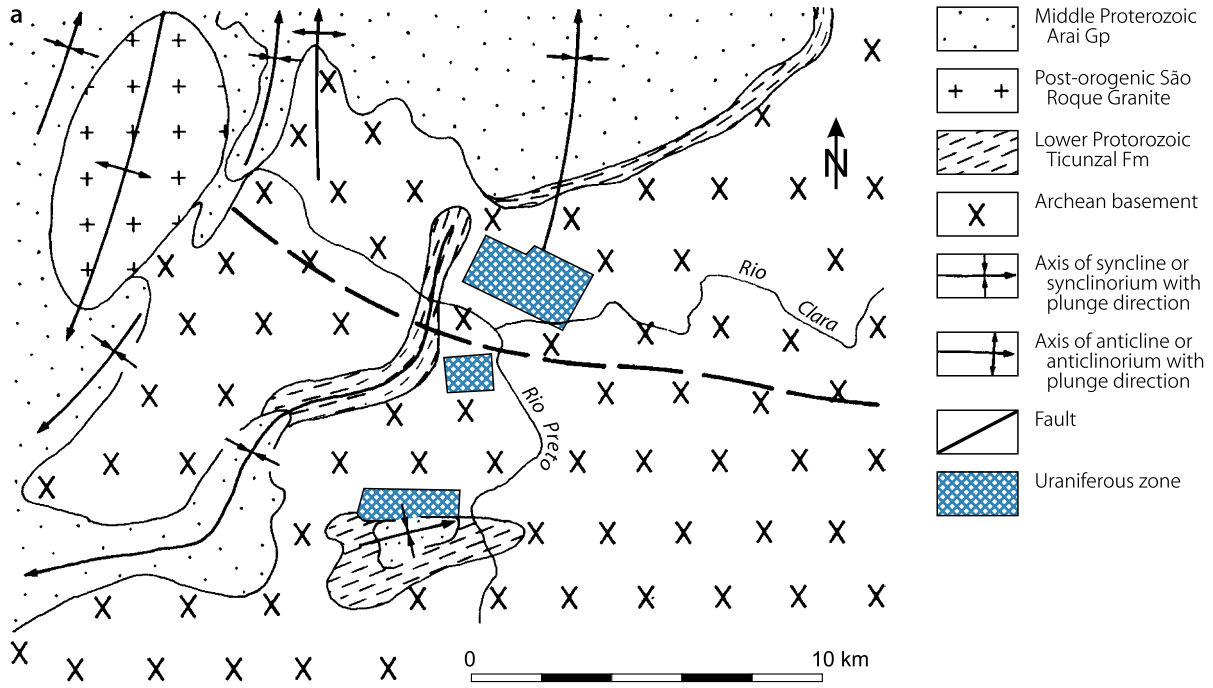 a
N
Rio
Clara
Rio Preto
0
10 km
Middle Proterozoic
Arai Gp
Post-orogenic São
Roque Granite
Lower Protorozoic
Ticunzal Fm
Archean basement
Axis of syncline or
synclinorium with
plunge direction
Axis of anticline or
anticlinorium with
plunge direction
Fault
Uraniferous zone